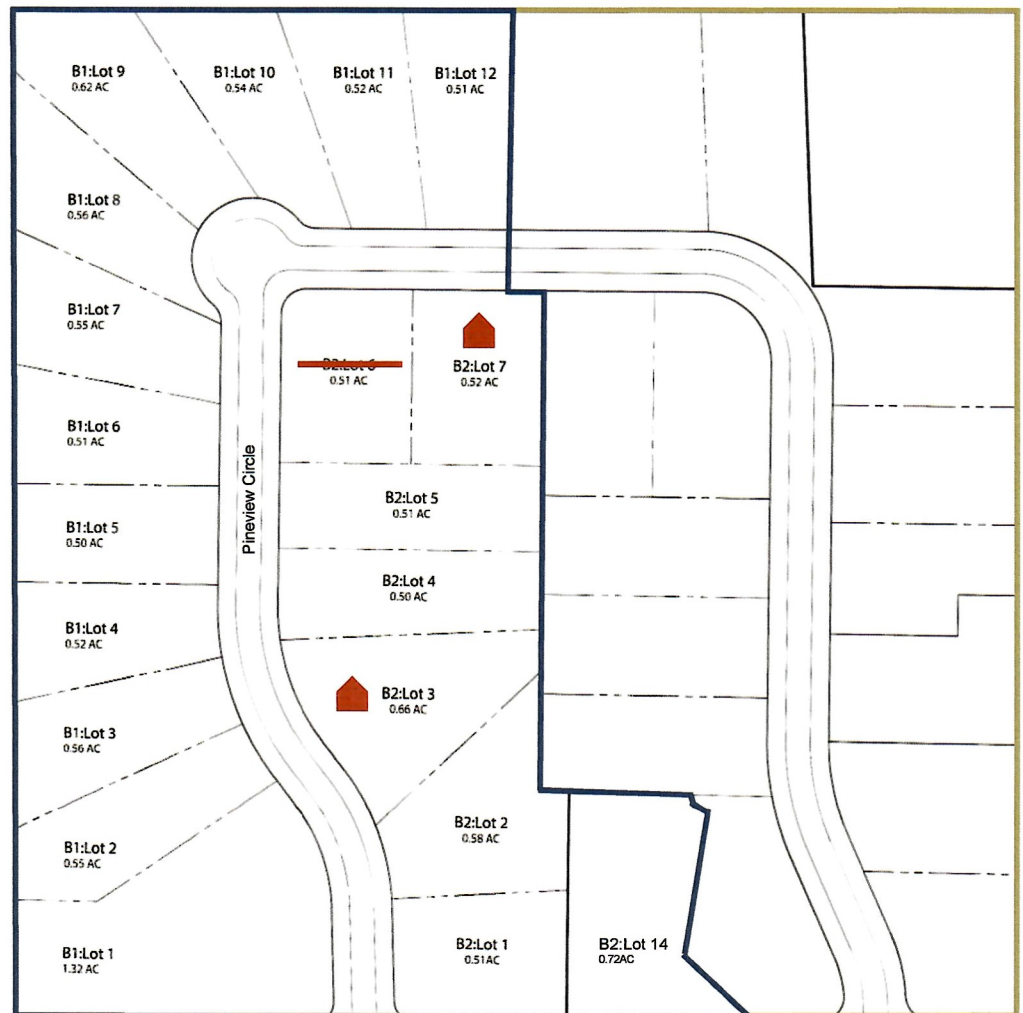 B1:Lot 9
0.62 AC
B1:Lot 10
0.54 AC
B1:Lot 11
0.52 AC
B1:Lot 12
0.51 AC
B1:Lot 8
0.56 AC
B1:Lot 7
0.55 AC
B2:Lot 6
0.51 AC
B2:Lot 7
0.52 AC
B1:Lot 6
0.51 AC
Pineview Circle
B2:Lot 5
0.51 AC
B1:Lot 5
0.50 AC
B2:Lot 4
0.50 AC
B1:Lot 4
0.52 AC
B2:Lot 3
0.66 AC
B1:Lot 3
0.56 AC
B2:Lot 2
0.58 AC
B1:Lot 2
0.55 AC
B1:Lot 1
1.32 AC
B2:Lot 1
0.51AC
B2:Lot 14
0.72AC